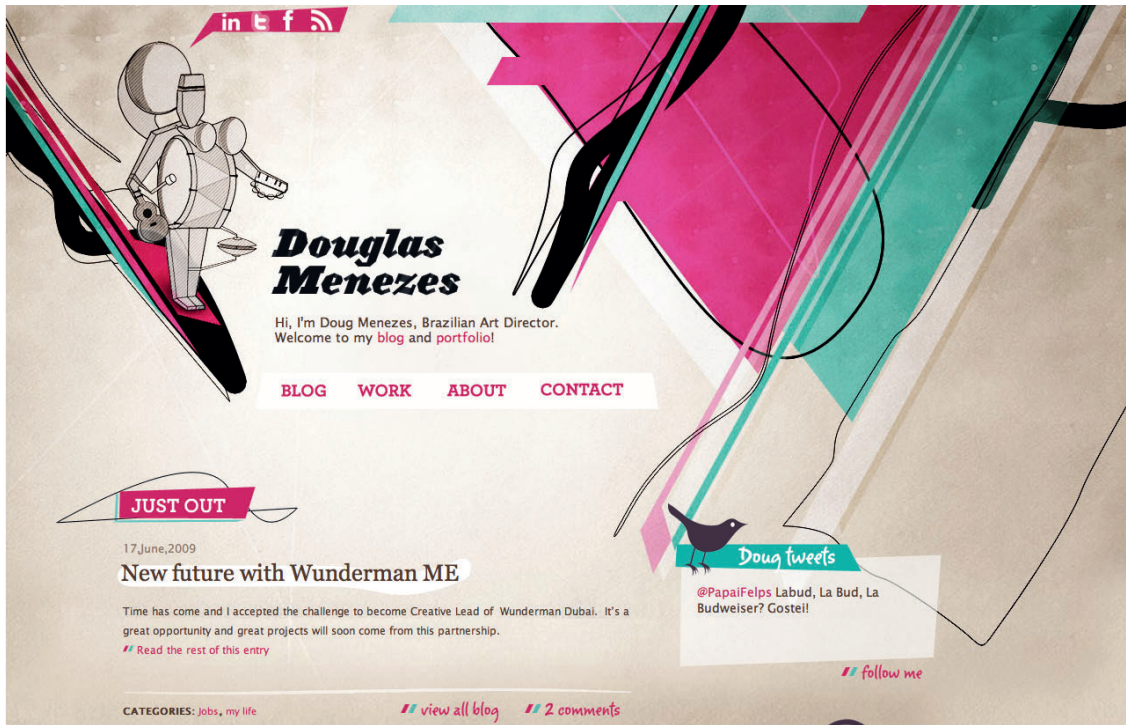 in t f
Douglas
Menezes
Hi, I'm Doug Menezes, Brazilian Art Director.
Welcome to my blog and portfolio!
BLOG WORK ABOUT CONTACT
JUST OUT
17,June,2009
New future with Wunderman ME
Time has come and I accepted the challenge to become Creative Lead of Wunderman Dubai. It's a
great opportunity and great projects will soon come from this partnership.
Read the rest of this entry
CATEGORIES: Jobs, my life
view all blog 2 comments
Doug tweets
@PapaiFelps Labud, La Bud, La
Budweiser? Gostei!
follow me